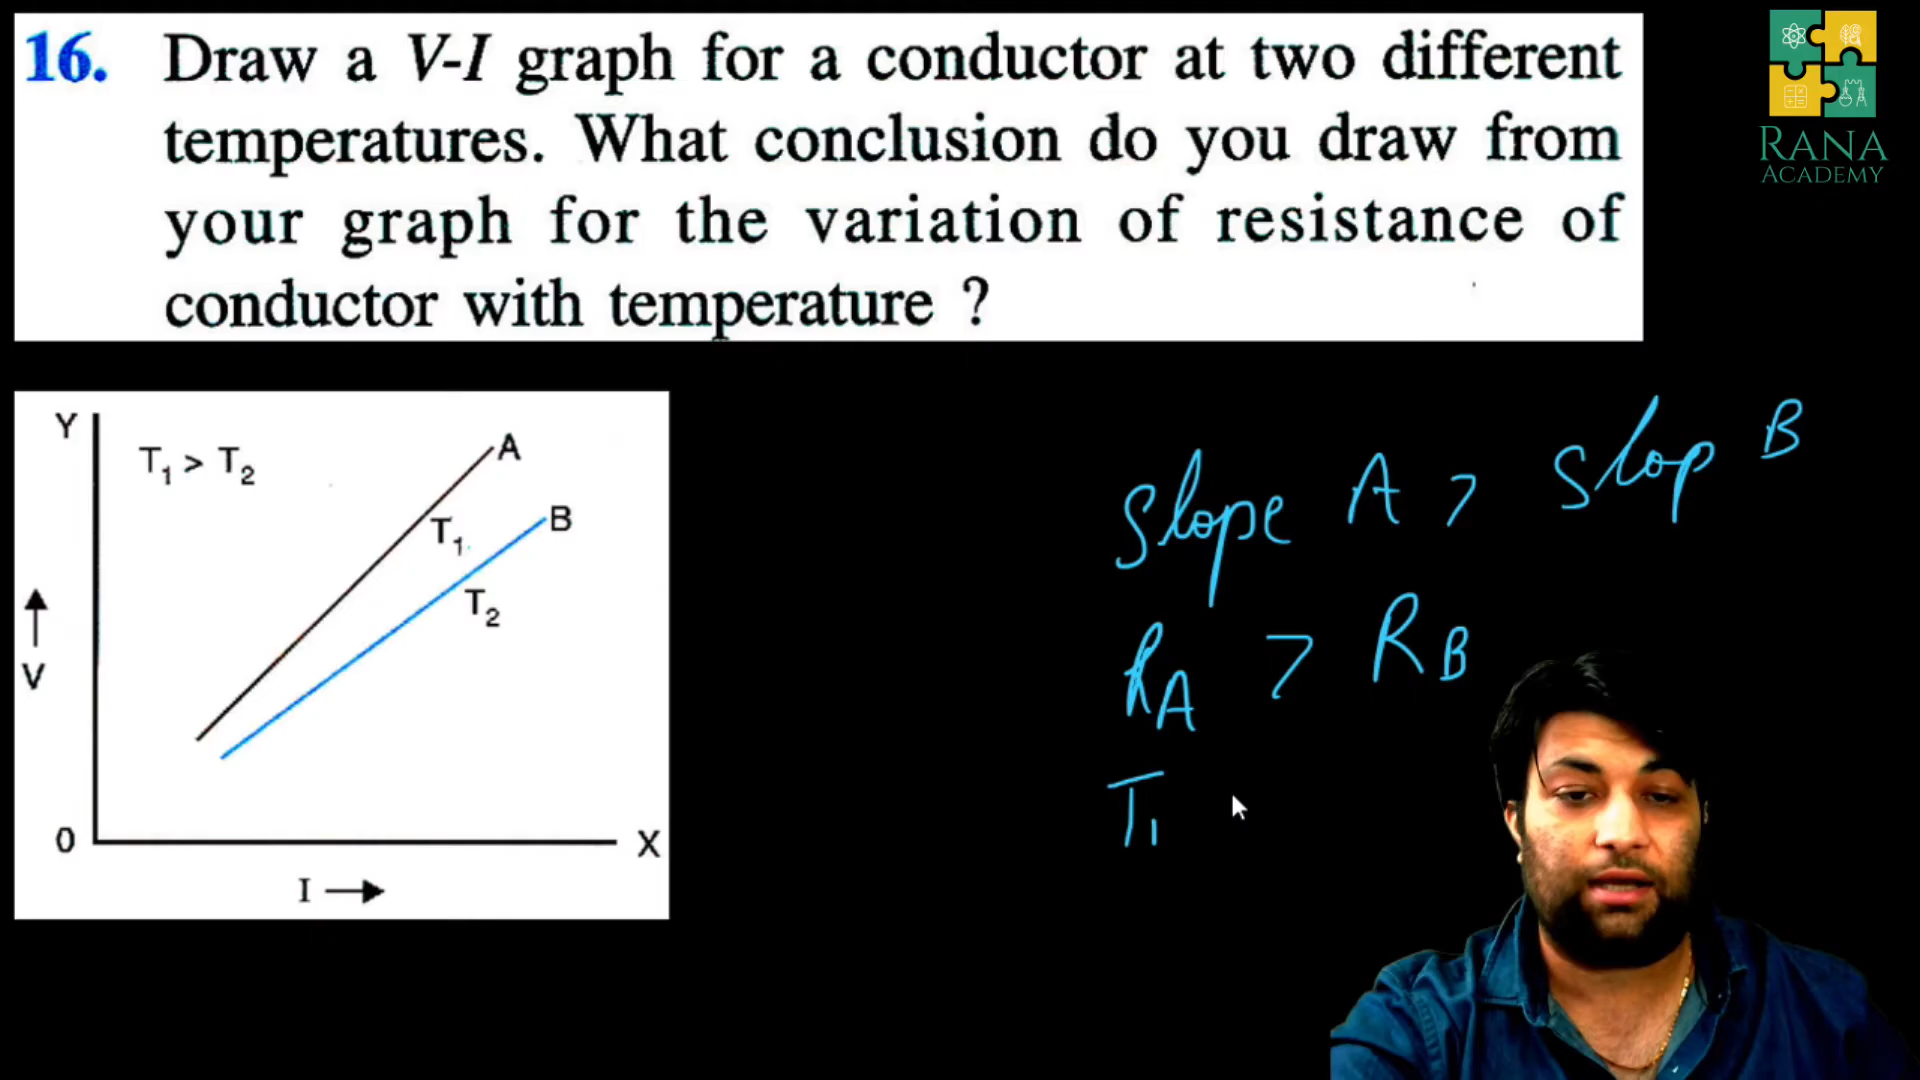 16. Draw a V-I graph for a conductor at two different
temperatures. What conclusion do you draw from
your graph for the variation of resistance of
conductor with temperature ?
RANA
ACADEMY
Y
T1 > T2
A
T1
B
T2
V
0
X
I
Slope A > Slop B
RA > RB
T1